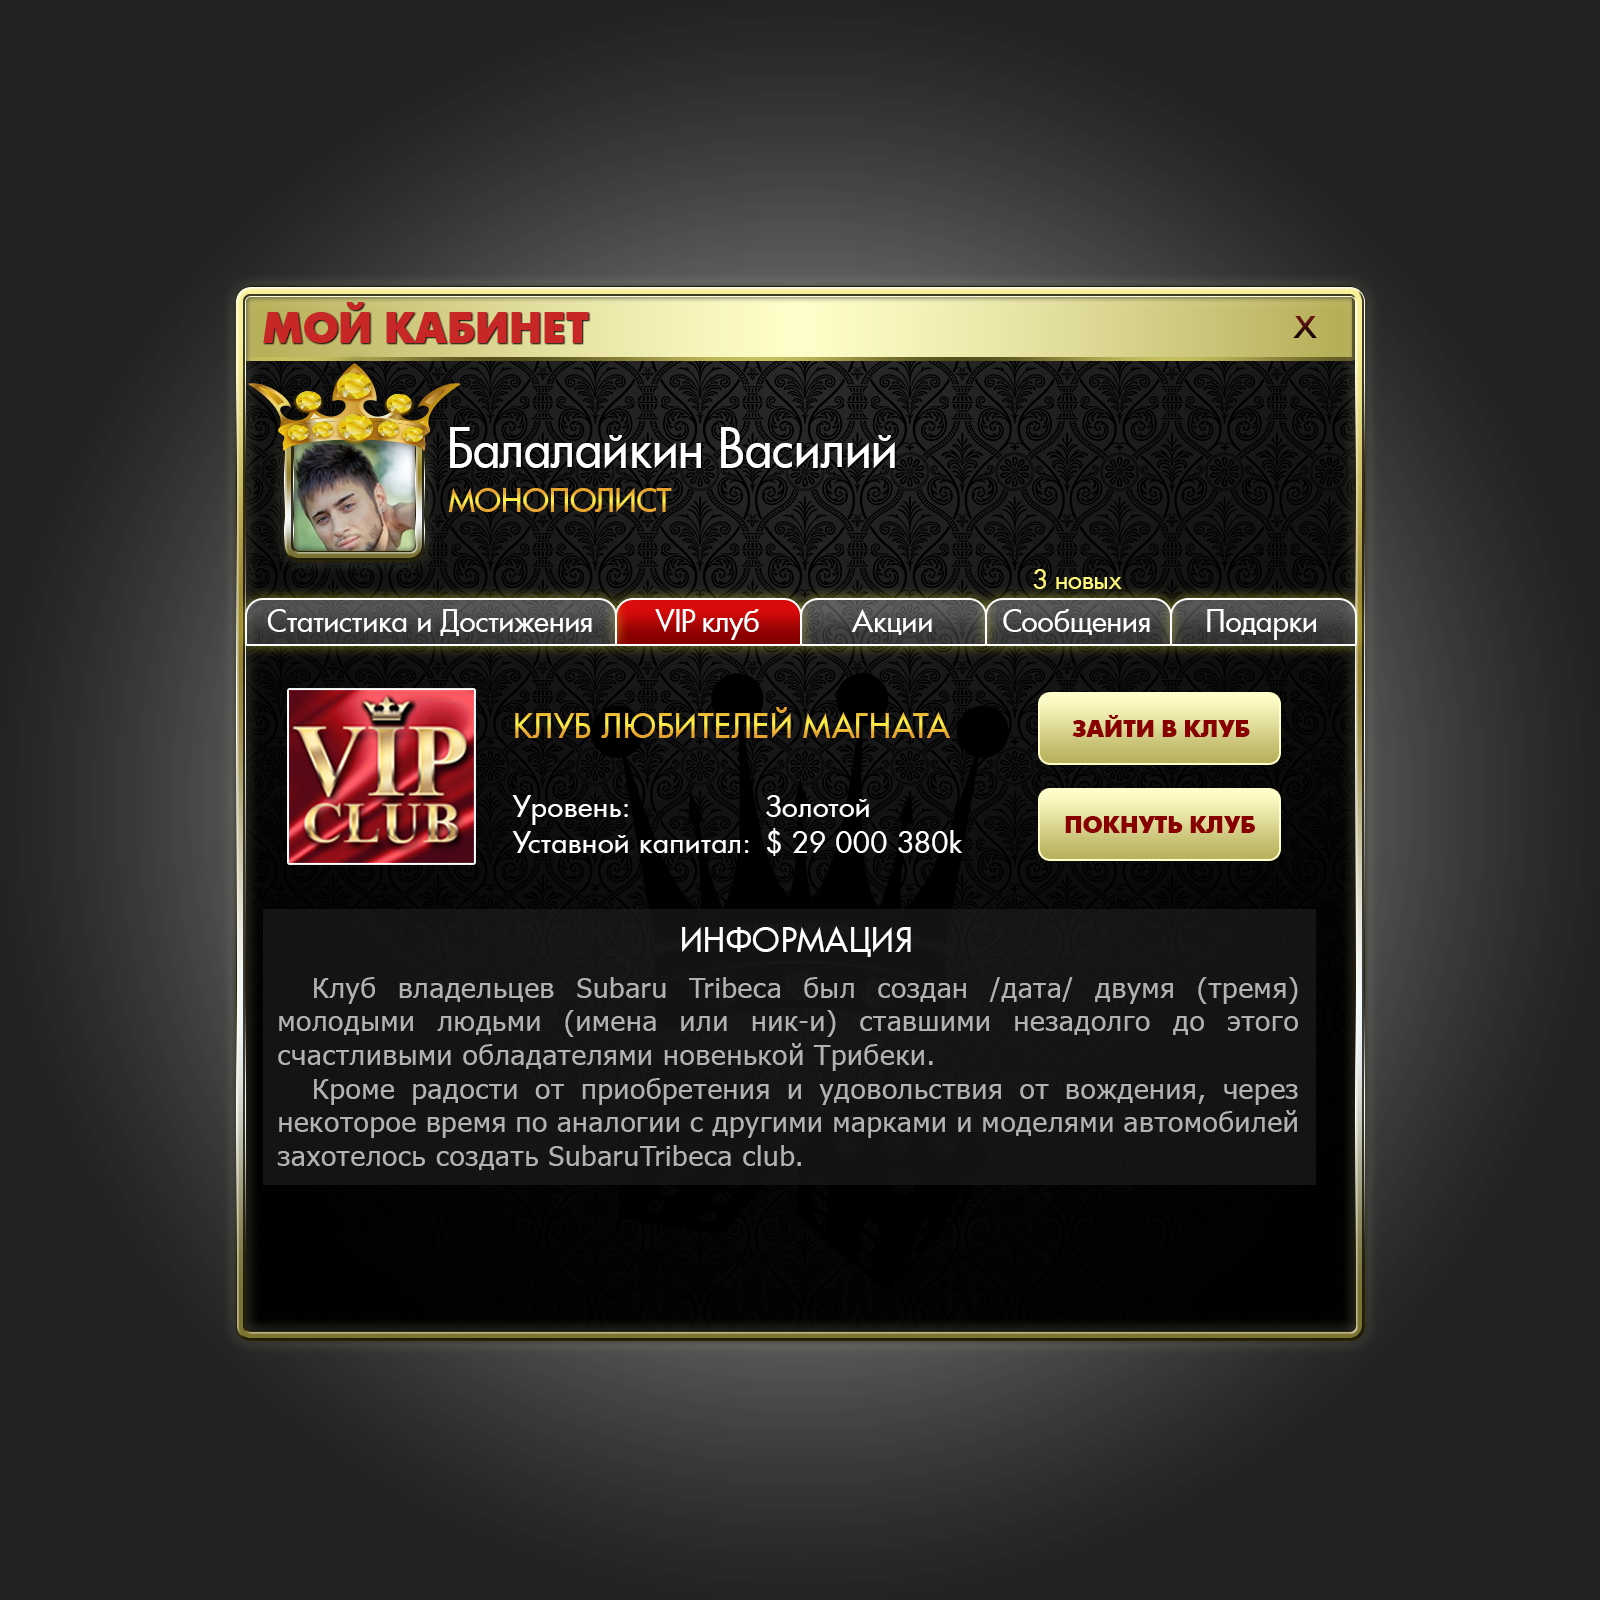 МОЙ КАБИНЕТ X
Балалайкин Василий
МОНОПОЛИСТ
3 новых
Статистика и Достижения VIP клуб Акции Сообщения Подарки
VIP
CLUB
КЛУБ ЛЮБИТЕЛЕЙ МАГНАТА
ЗАЙТИ В КЛУБ
Уровень: Золотой
Уставной капитал: $ 29 000 380k
ПОКНУТЬ КЛУБ
ИНФОРМАЦИЯ
Клуб владельцев Subaru Tribeca был создан /дата/ двумя (тремя)
молодыми людьми (имена или ник-и) ставшими незадолго до этого
счастливыми обладателями новенькой Трибеки.
Кроме радости от приобретения и удовольствия от вождения, через
некоторое время по аналогии с другими марками и моделями автомобилей
захотелось создать SubaruTribeca club.